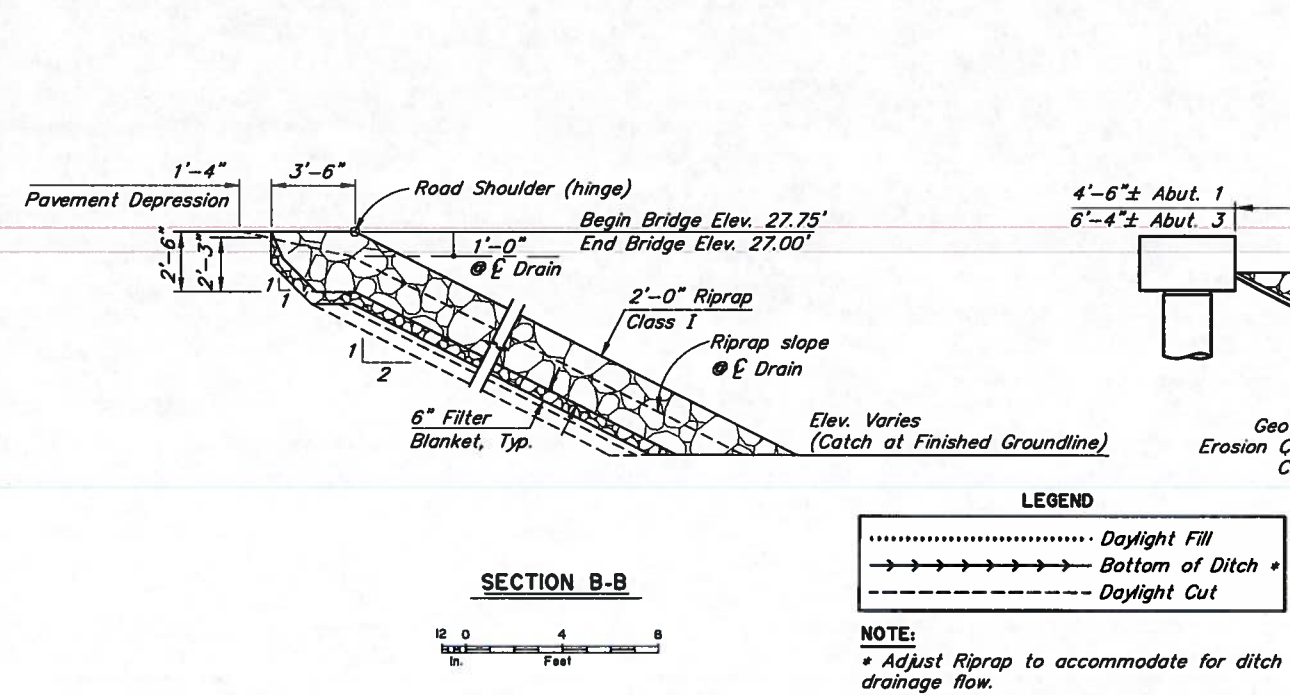 1'-4"
3'-6"
Pavement Depression
Road Shoulder (hinge)
Begin Bridge Elev. 27.75'
End Bridge Elev. 27.00'
2'-6"
2'-3"
1'-0"
@ ℄ Drain
1
1
1
2
2'-0" Riprap
Class I
Riprap slope
@ ℄ Drain
6" Filter
Blanket, Typ.
Elev. Varies
(Catch at Finished Groundline)
4'-6"± Abut. 1
6'-4"± Abut. 3
Geo
Erosion C
C
LEGEND
Daylight Fill
Bottom of Ditch *
Daylight Cut
SECTION B-B
12 0 4 8
In. Feet
NOTE:
* Adjust Riprap to accommodate for ditch
drainage flow.